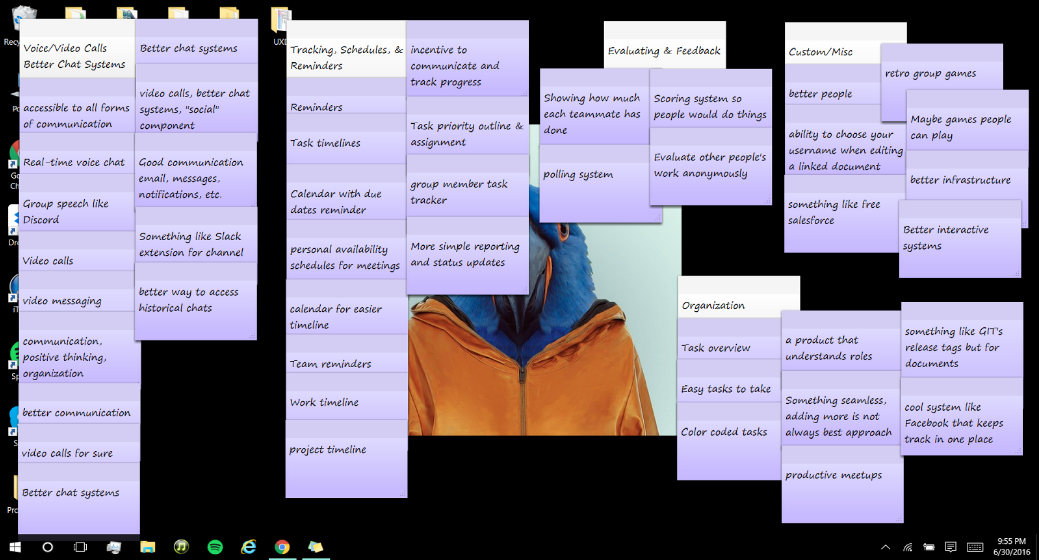 Voice/Video Calls
Better Chat Systems
accessible to all forms
of communication
Real-time voice chat
Group speech like
Discord
Video calls
video messaging
communication,
positive thinking,
organization
better communication
video calls for sure
Better chat systems
Better chat systems
video calls, better chat
systems, "social"
component
Good communication
email, messages,
notifications, etc.
Something like Slack
extension for channel
better way to access
historical chats
Tracking, Schedules, &
Reminders
Reminders
Task timelines
Calendar with due
dates reminder
personal availability
schedules for meetings
calendar for easier
timeline
Team reminders
Work timeline
project timeline
incentive to
communicate and
track progress
Task priority outline &
assignment
group member task
tracker
More simple reporting
and status updates
Evaluating & Feedback
Showing how much
each teammate has
done
polling system
Scoring system so
people would do things
Evaluate other people's
work anonymously
Custom/Misc
better people
ability to choose your
username when editing
a linked document
something like free
salesforce
retro group games
Maybe games people
can play
better infrastructure
Better interactive
systems
Organization
Task overview
Easy tasks to take
Color coded tasks
a product that
understands roles
Something seamless,
adding more is not
always best approach
productive meetups
something like GIT's
release tags but for
documents
cool system like
Facebook that keeps
track in one place
9:55 PM
6/30/2016